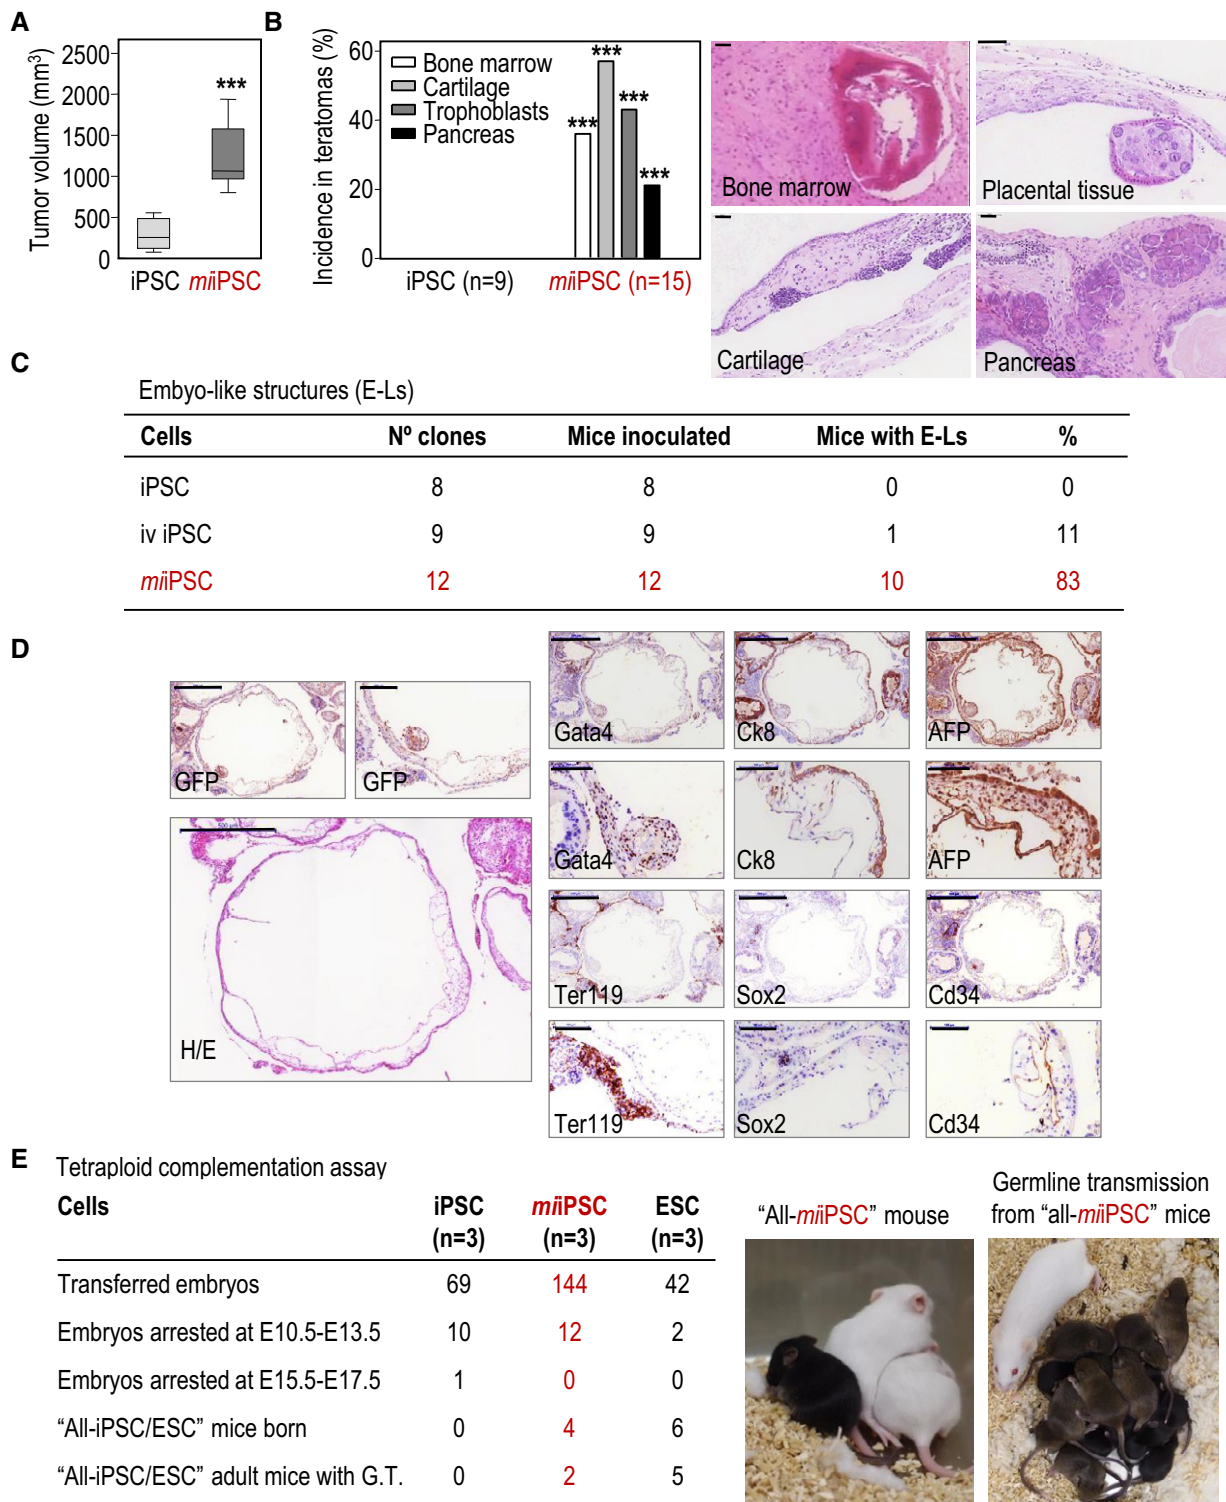 A
B
Tumor volume (mm³)
2500
2000
1500
1000
500
0
***
iPSC
miiPSC
Incidence in teratomas (%)
60
40
20
0
Bone marrow
Cartilage
Trophoblasts
Pancreas
***
***
***
***
iPSC (n=9)
miiPSC (n=15)
Bone marrow
Placental tissue
Cartilage
Pancreas
C
Embyo-like structures (E-Ls)
Cells Nº clones Mice inoculated Mice with E-Ls %
iPSC 8 8 0 0
iv iPSC 9 9 1 11
miiPSC 12 12 10 83
D
GFP
GFP
H/E
Gata4
Ck8
AFP
Gata4
Ck8
AFP
Ter119
Sox2
Cd34
Ter119
Sox2
Cd34
E
Tetraploid complementation assay
Cells iPSC miiPSC ESC
(n=3) (n=3) (n=3)
Transferred embryos 69 144 42
Embryos arrested at E10.5-E13.5 10 12 2
Embryos arrested at E15.5-E17.5 1 0 0
“All-iPSC/ESC” mice born 0 4 6
“All-iPSC/ESC” adult mice with G.T. 0 2 5
“All-miiPSC” mouse
Germline transmission
from “all-miiPSC” mice